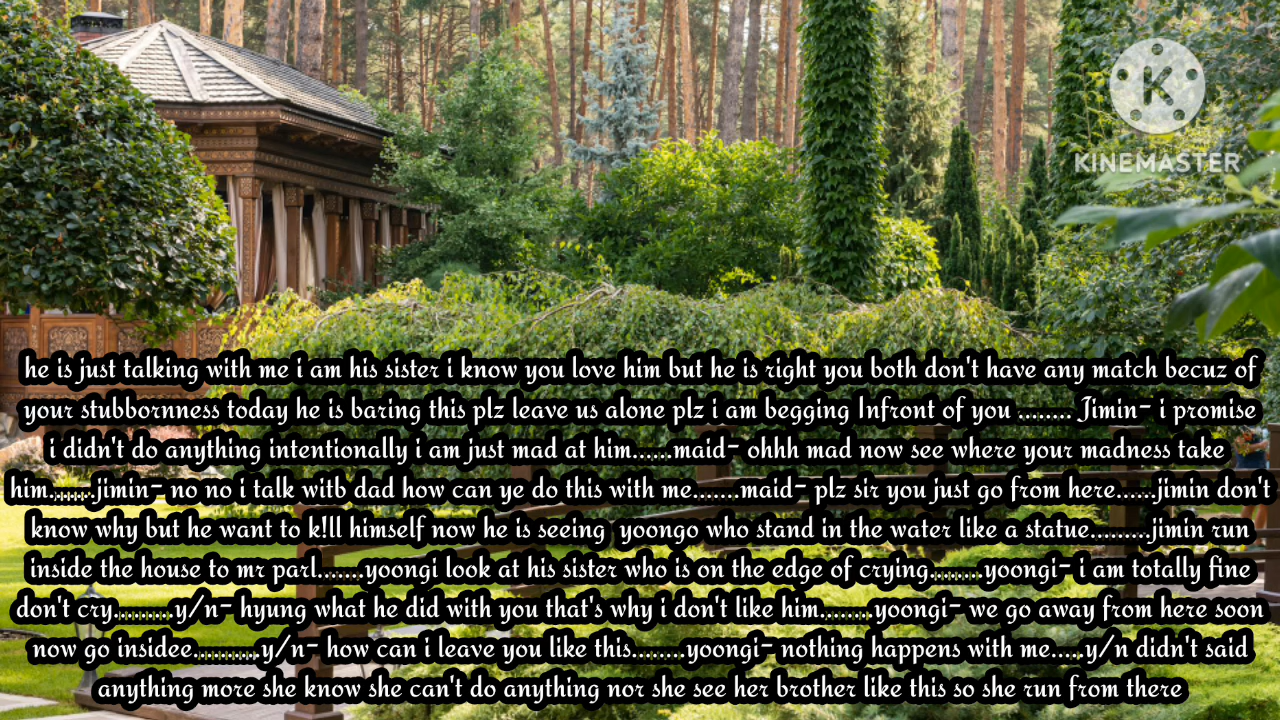 K
KINEMASTER
he is just talking with me i am his sister i know you love him but he is right you both don't have any match becuz of
your stubbornness today he is baring this plz leave us alone plz i am begging Infront of you ........ Jimin- i promise
i didn't do anything intentionally i am just mad at him......maid- ohhh mad now see where your madness take
him.......jimin- no no i talk witb dad how can ye do this with me.......maid- plz sir you just go from here......jimin don't
know why but he want to k!ll himself now he is seeing yoongo who stand in the water like a statue.........jimin run
inside the house to mr parl.......yoongi look at his sister who is on the edge of crying........yoongi- i am totally fine
don't cry.........y/n- hyung what he did with you that's why i don't like him........yoongi- we go away from here soon
now go insidee..........y/n- how can i leave you like this........yoongi- nothing happens with me.....y/n didn't said
anything more she know she can't do anything nor she see her brother like this so she run from there